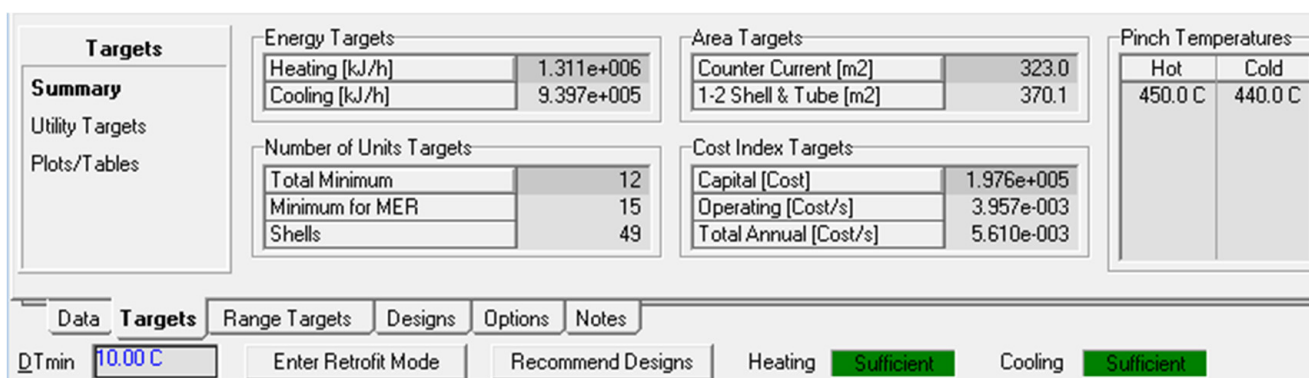 Targets
Summary
Utility Targets
Plots/Tables
Energy Targets
Heating [kJ/h] 1.311e+006
Cooling [kJ/h] 9.397e+005
Number of Units Targets
Total Minimum 12
Minimum for MER 15
Shells 49
Area Targets
Counter Current [m2] 323.0
1-2 Shell & Tube [m2] 370.1
Cost Index Targets
Capital [Cost] 1.976e+005
Operating [Cost/s] 3.957e-003
Total Annual [Cost/s] 5.610e-003
Pinch Temperatures
Hot Cold
450.0 C 440.0 C
Data Targets Range Targets Designs Options Notes
DTmin 10.00 C Enter Retrofit Mode Recommend Designs Heating Sufficient Cooling Sufficient